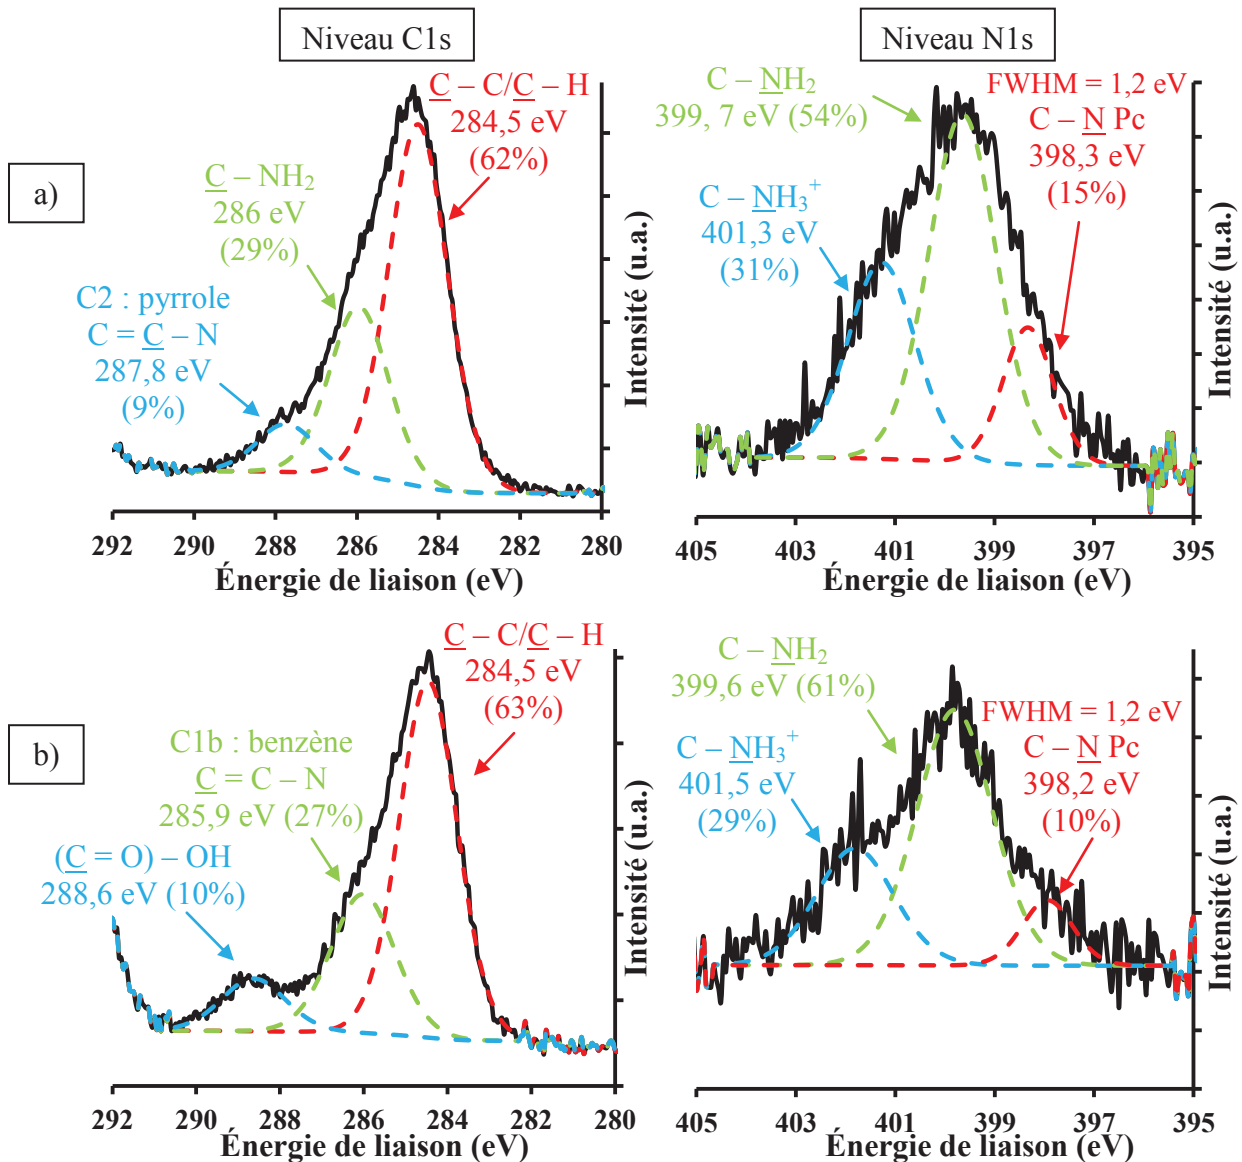 Niveau C1s
Niveau N1s
a)
C – C/C – H
284,5 eV
(62%)
C – NH₂
286 eV
(29%)
C2 : pyrrole
C = C – N
287,8 eV
(9%)
292 290 288 286 284 282 280
Énergie de liaison (eV)
Intensité (u.a.)
C – NH₂
399, 7 eV (54%)
FWHM = 1,2 eV
C – N Pc
398,3 eV
(15%)
C – NH₃⁺
401,3 eV
(31%)
405 403 401 399 397 395
Énergie de liaison (eV)
Intensité (u.a.)
b)
C – C/C – H
284,5 eV
(63%)
C1b : benzène
C = C – N
285,9 eV (27%)
(C = O) – OH
288,6 eV (10%)
292 290 288 286 284 282 280
Énergie de liaison (eV)
Intensité (u.a.)
C – NH₂
399,6 eV (61%)
FWHM = 1,2 eV
C – N Pc
398,2 eV
(10%)
C – NH₃⁺
401,5 eV
(29%)
405 403 401 399 397 395
Énergie de liaison (eV)
Intensité (u.a.)